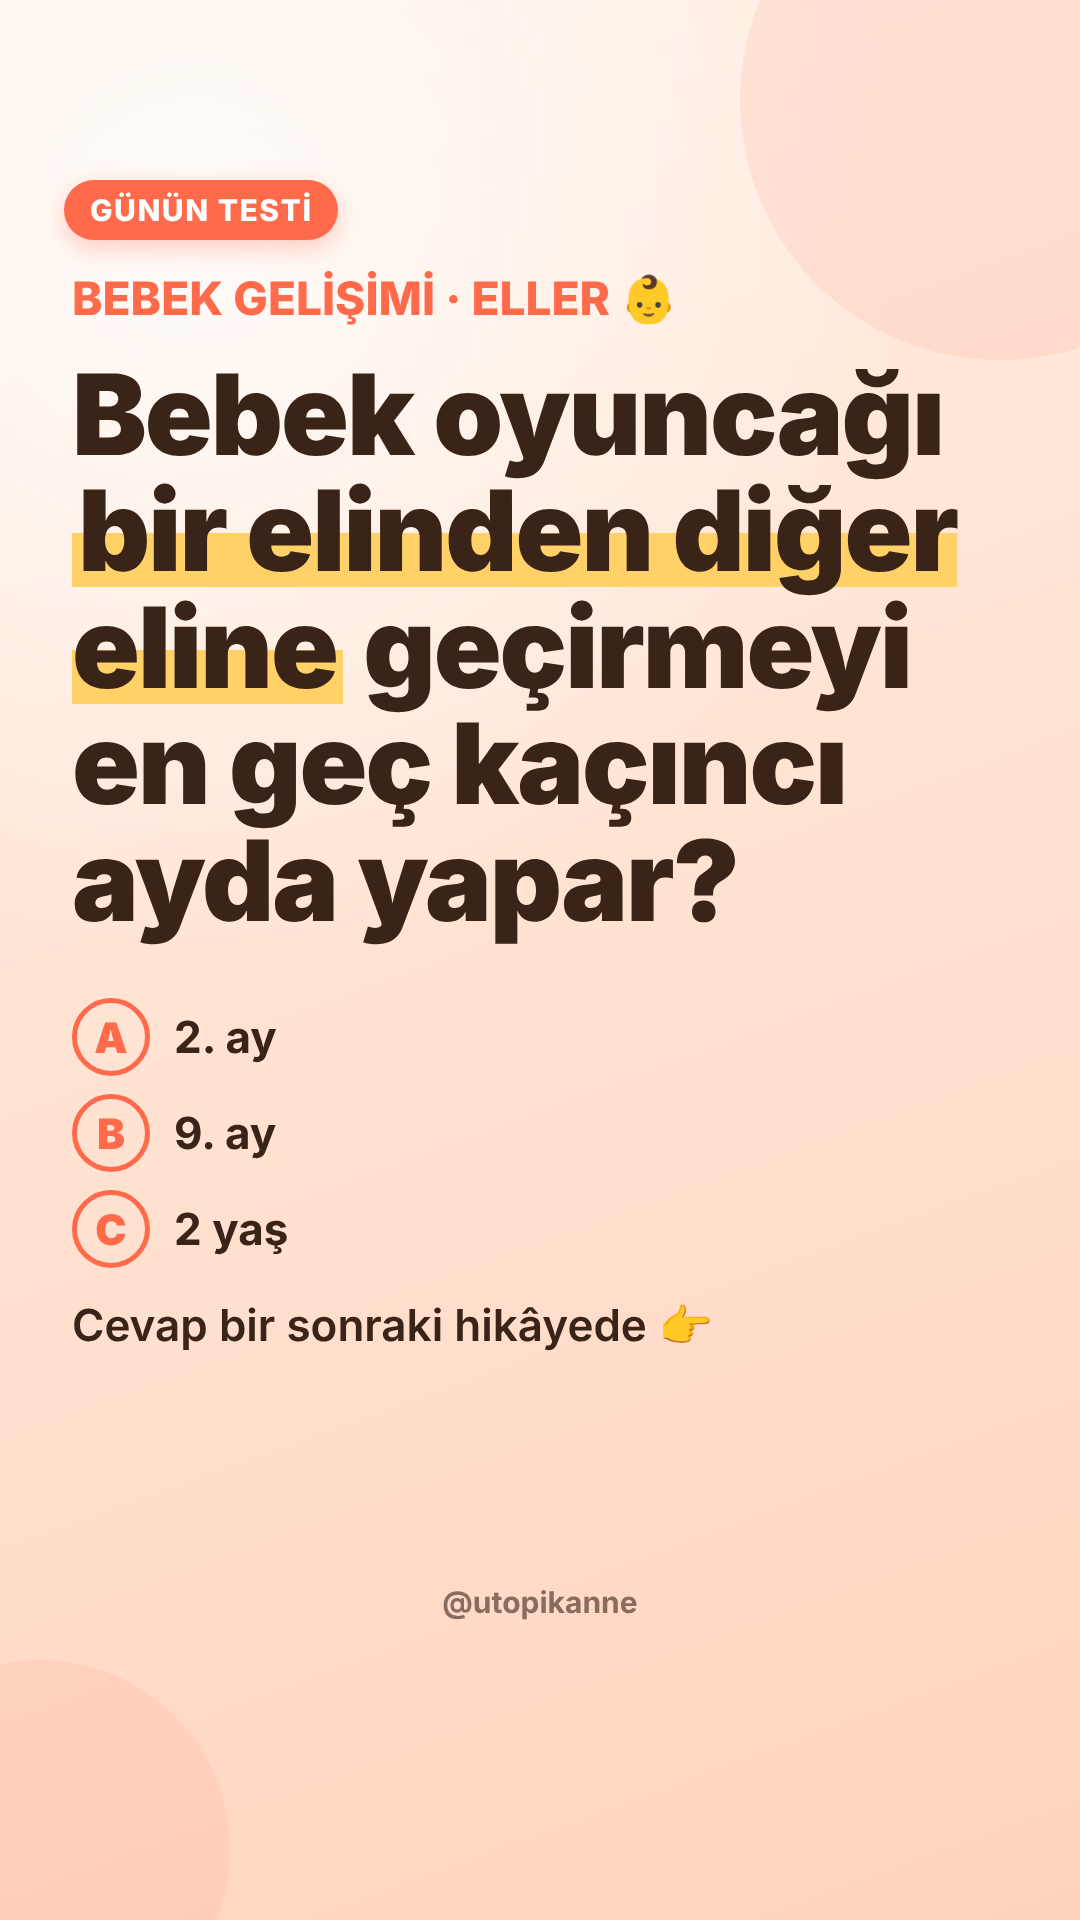 GÜNÜN TESTİ
BEBEK GELİŞİMİ · ELLER 👶
Bebek oyuncağı
bir elinden diğer
eline geçirmeyi
en geç kaçıncı
ayda yapar?
A 2. ay
B 9. ay
C 2 yaş
Cevap bir sonraki hikâyede 👉
@utopikanne